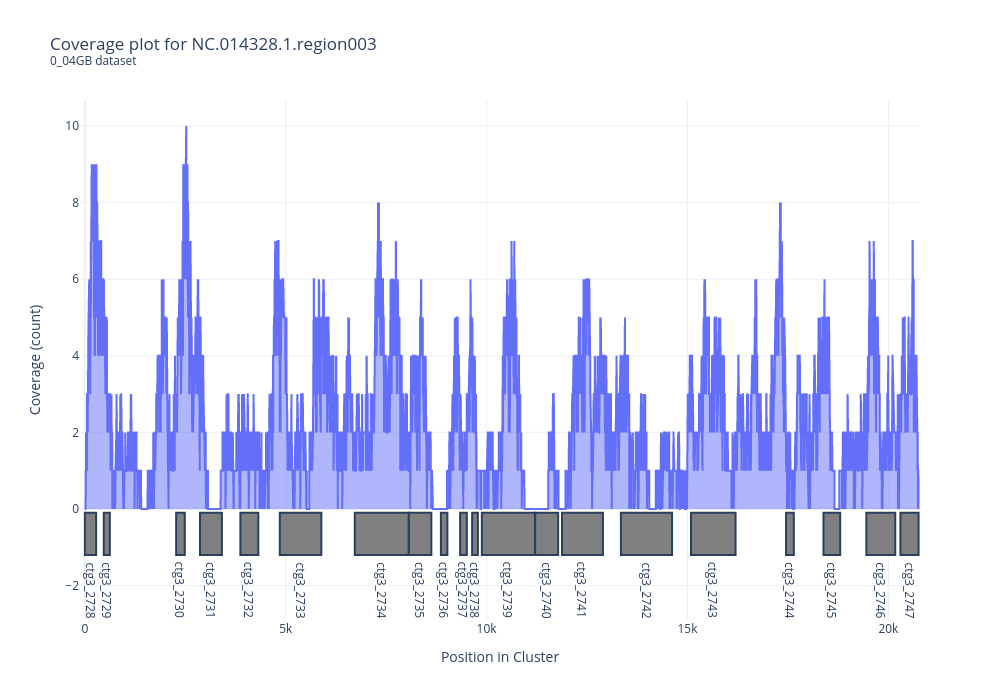 Coverage plot for NC.014328.1.region003
0_04GB dataset
Coverage (count)
10
8
6
4
2
0
−2
ctg3_2728
ctg3_2729
ctg3_2730
ctg3_2731
ctg3_2732
ctg3_2733
ctg3_2734
ctg3_2735
ctg3_2736
ctg3_2737
ctg3_2738
ctg3_2739
ctg3_2740
ctg3_2741
ctg3_2742
ctg3_2743
ctg3_2744
ctg3_2745
ctg3_2746
ctg3_2747
0
5k
10k
15k
20k
Position in Cluster